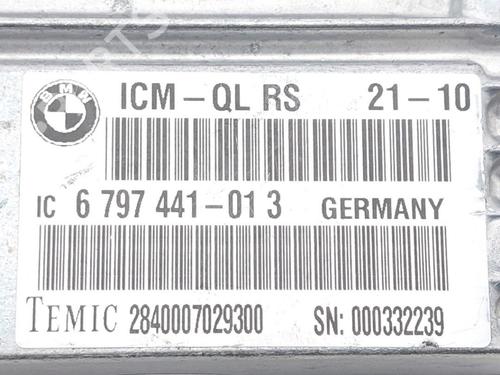 BMW
ICM-QL RS 21-10
IC 6 797 441-01 3 GERMANY
TEMIC 2840007029300 SN: 000332239